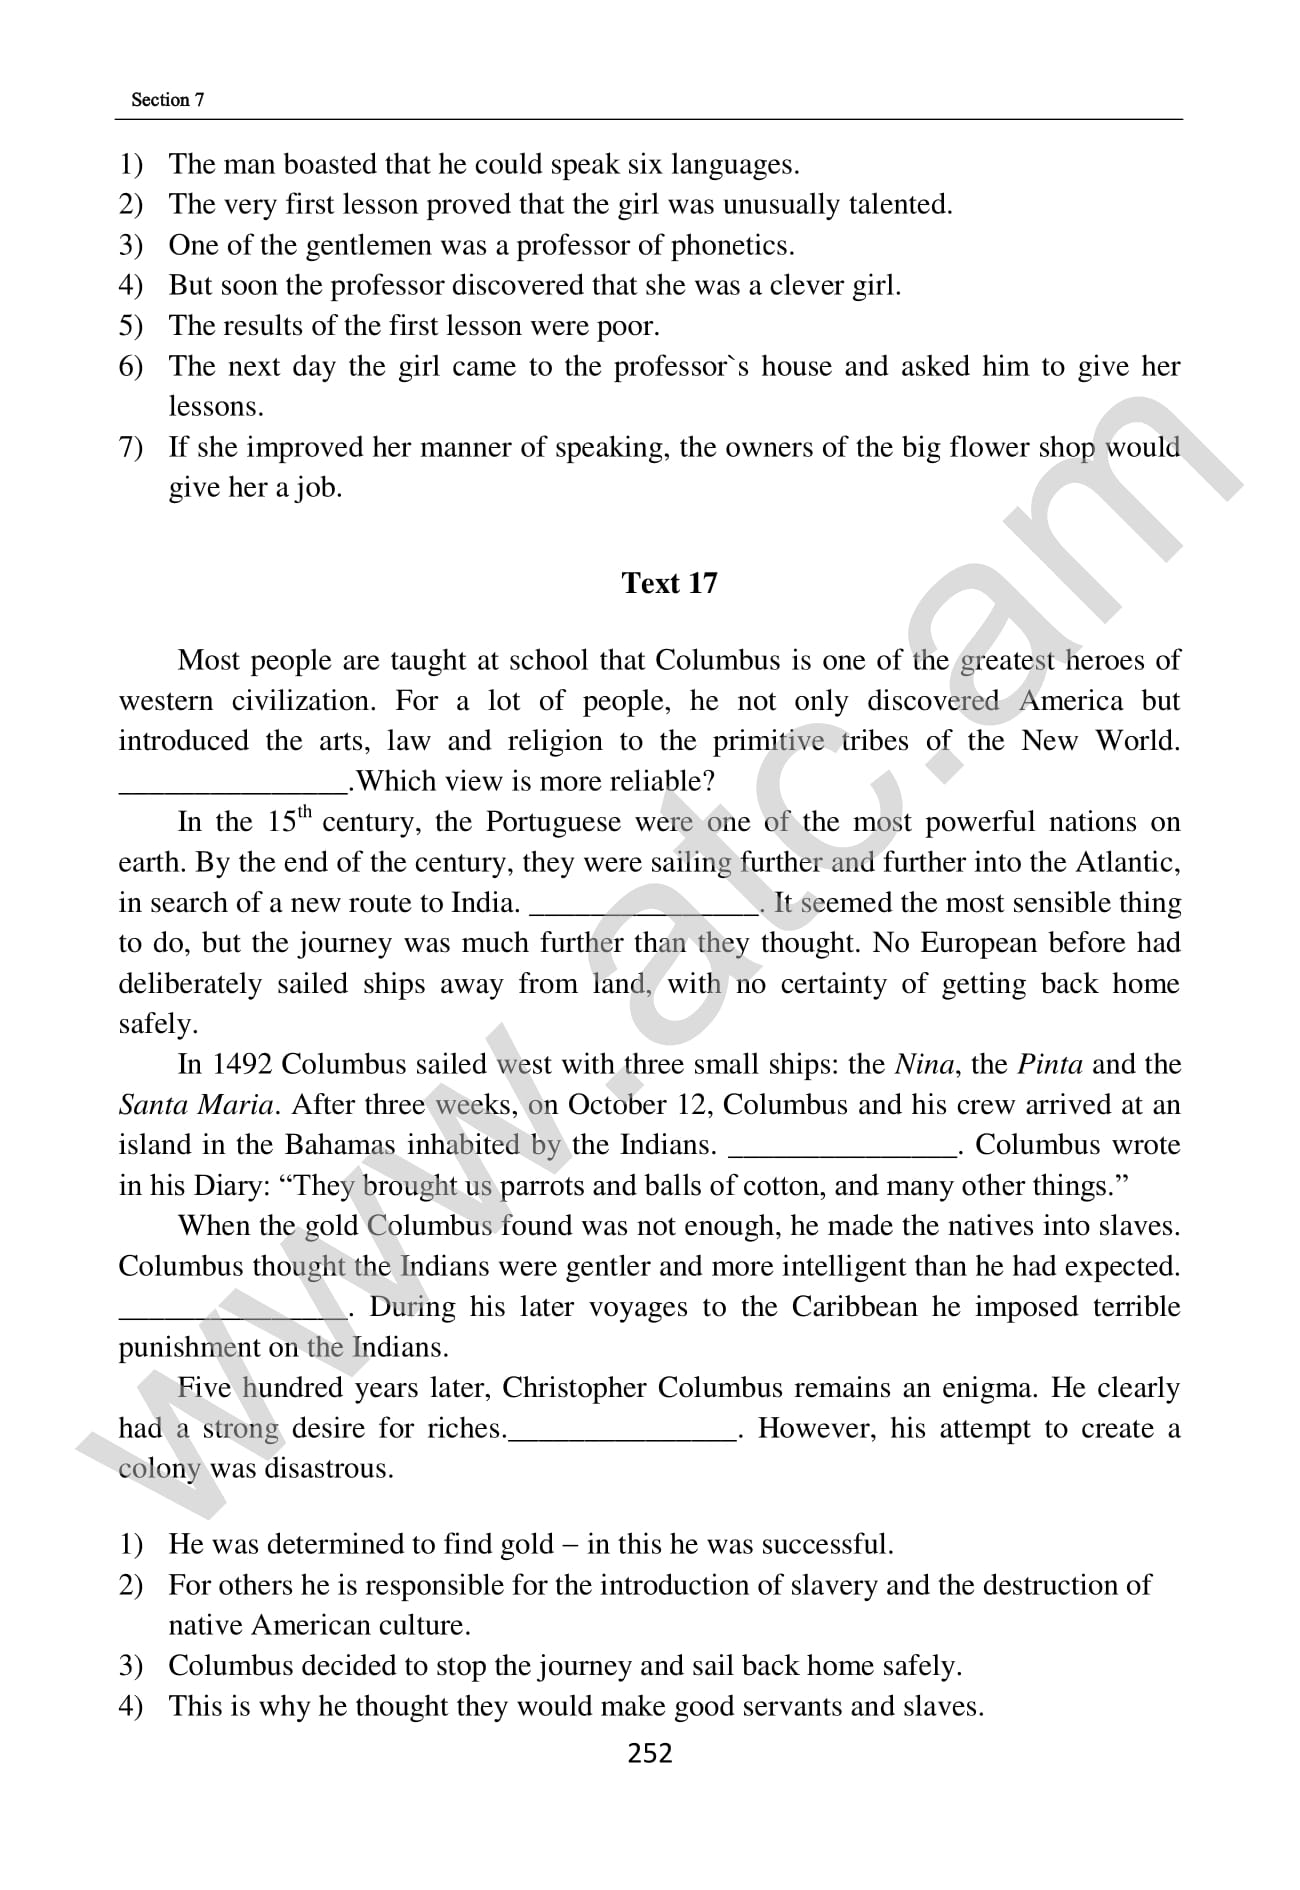 Section 7
1) The man boasted that he could speak six languages.
2) The very first lesson proved that the girl was unusually talented.
3) One of the gentlemen was a professor of phonetics.
4) But soon the professor discovered that she was a clever girl.
5) The results of the first lesson were poor.
6) The next day the girl came to the professor`s house and asked him to give her
lessons.
7) If she improved her manner of speaking, the owners of the big flower shop would
give her a job.
Text 17
Most people are taught at school that Columbus is one of the greatest heroes of
western civilization. For a lot of people, he not only discovered America but
introduced the arts, law and religion to the primitive tribes of the New World.
_______________.Which view is more reliable?
In the 15th century, the Portuguese were one of the most powerful nations on
earth. By the end of the century, they were sailing further and further into the Atlantic,
in search of a new route to India. _______________. It seemed the most sensible thing
to do, but the journey was much further than they thought. No European before had
deliberately sailed ships away from land, with no certainty of getting back home
safely.
In 1492 Columbus sailed west with three small ships: the Nina, the Pinta and the
Santa Maria. After three weeks, on October 12, Columbus and his crew arrived at an
island in the Bahamas inhabited by the Indians. _______________. Columbus wrote
in his Diary: “They brought us parrots and balls of cotton, and many other things.”
When the gold Columbus found was not enough, he made the natives into slaves.
Columbus thought the Indians were gentler and more intelligent than he had expected.
_______________. During his later voyages to the Caribbean he imposed terrible
punishment on the Indians.
Five hundred years later, Christopher Columbus remains an enigma. He clearly
had a strong desire for riches._______________. However, his attempt to create a
colony was disastrous.
1) He was determined to find gold – in this he was successful.
2) For others he is responsible for the introduction of slavery and the destruction of
native American culture.
3) Columbus decided to stop the journey and sail back home safely.
4) This is why he thought they would make good servants and slaves.
252
www.atc.am